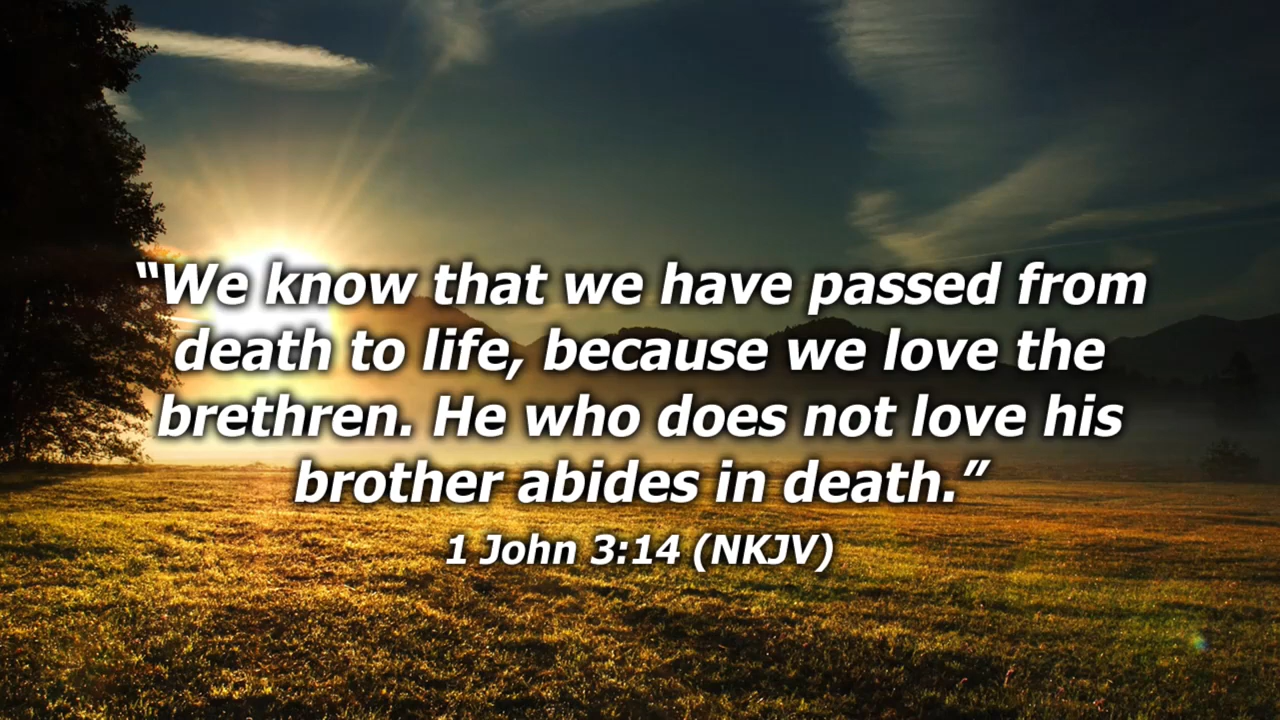 “We know that we have passed from
death to life, because we love the
brethren. He who does not love his
brother abides in death.”
1 John 3:14 (NKJV)